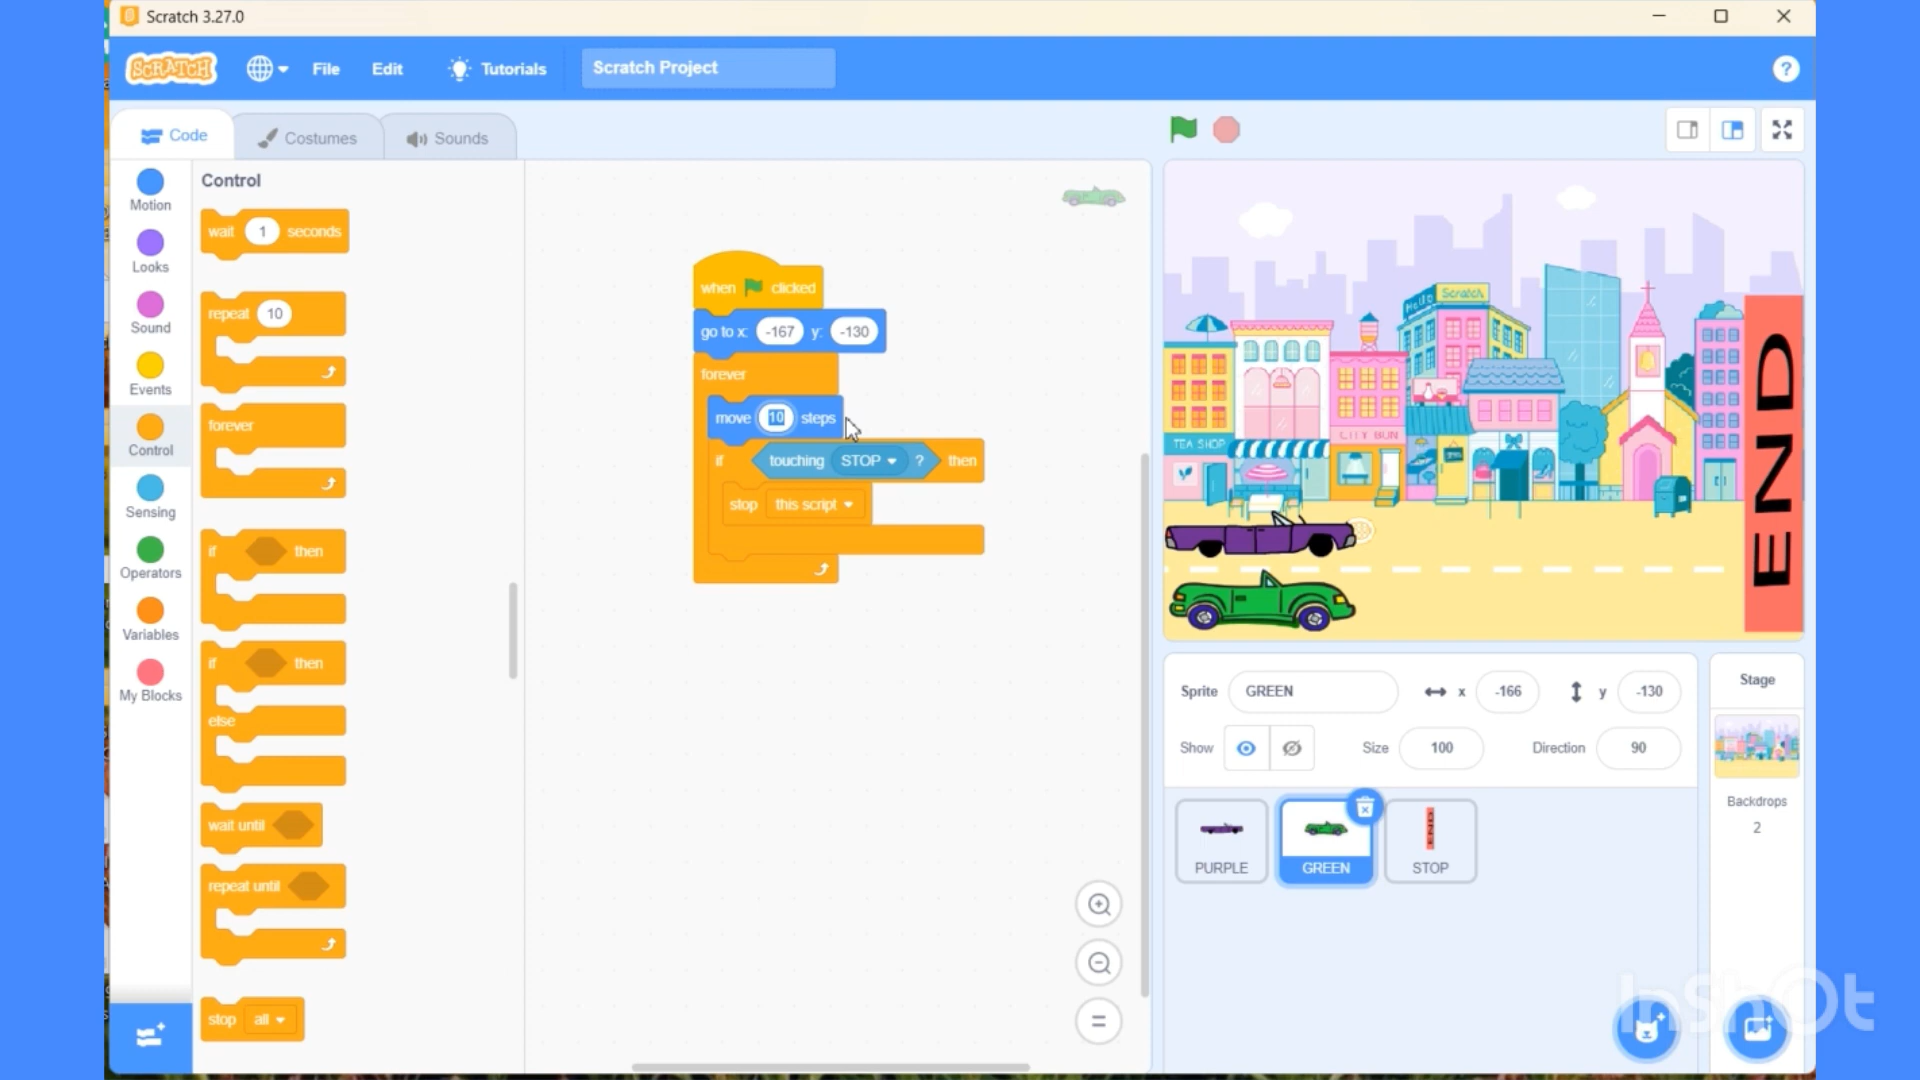 Scratch 3.27.0
SCRATCH
File
Edit
Tutorials
Scratch Project
?
Code
Costumes
Sounds
Motion
Looks
Sound
Events
Control
Sensing
Operators
Variables
My Blocks
Control
wait 1 seconds
repeat 10
forever
if then
if then
else
wait until
repeat until
stop all
when clicked
go to x: -167 y: -130
forever
move 10 steps
if touching STOP ? then
stop this script
Hello
Scratch
TEA SHOP
CITY BUN
END
Sprite GREEN x -166 y -130
Show Size 100 Direction 90
PURPLE
GREEN
END
STOP
Stage
Backdrops
2
InShOt